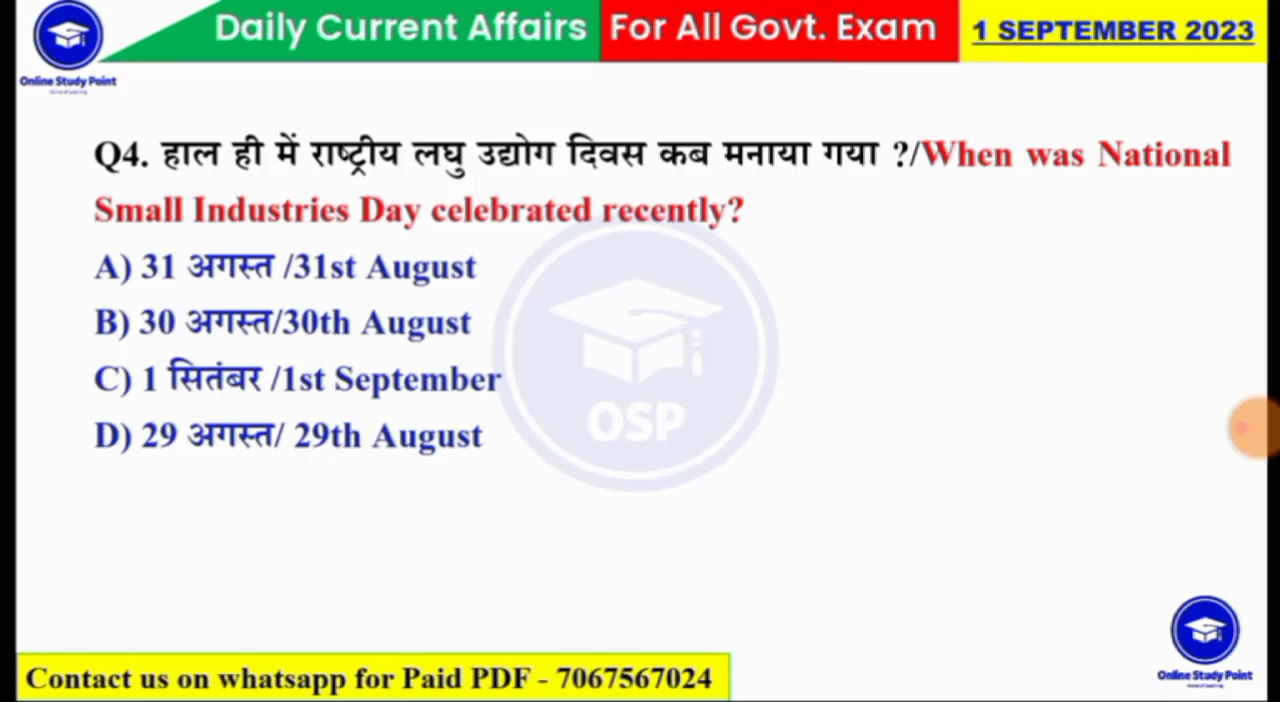 Daily Current Affairs For All Govt. Exam 1 SEPTEMBER 2023
Online Study Point
Q4. हाल ही में राष्ट्रीय लघु उद्योग दिवस कब मनाया गया ?/When was National
Small Industries Day celebrated recently?
A) 31 अगस्त /31st August
B) 30 अगस्त/30th August
C) 1 सितंबर /1st September
D) 29 अगस्त/ 29th August
OSP
Contact us on whatsapp for Paid PDF - 7067567024
Online Study Point